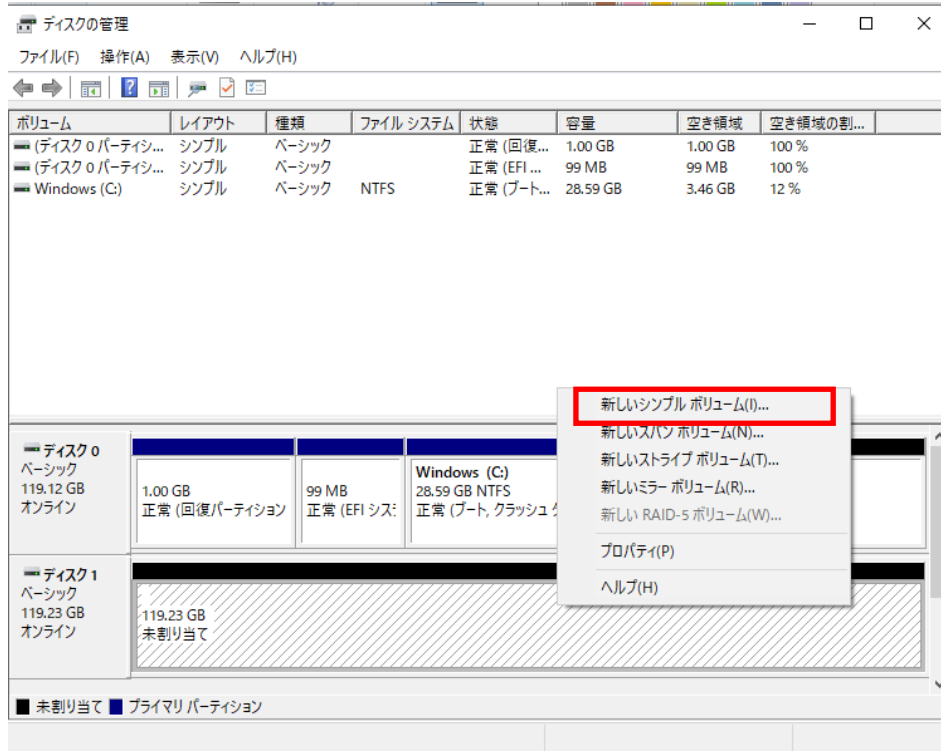 ディスクの管理
ファイル(F) 操作(A) 表示(V) ヘルプ(H)
ボリューム レイアウト 種類 ファイル システム 状態 容量 空き領域 空き領域の割...
(ディスク 0 パーティシ... シンプル ベーシック 正常 (回復... 1.00 GB 1.00 GB 100 %
(ディスク 0 パーティシ... シンプル ベーシック 正常 (EFI ... 99 MB 99 MB 100 %
Windows (C:) シンプル ベーシック NTFS 正常 (ブート... 28.59 GB 3.46 GB 12 %
新しいシンプル ボリューム(I)...
新しいスパン ボリューム(N)...
新しいストライプ ボリューム(T)...
新しいミラー ボリューム(R)...
新しい RAID-5 ボリューム(W)...
プロパティ(P)
ヘルプ(H)
ディスク 0
ベーシック
119.12 GB
オンライン
1.00 GB
正常 (回復パーティション
99 MB
正常 (EFI シス
Windows (C:)
28.59 GB NTFS
正常 (ブート, クラッシュ
ディスク 1
ベーシック
119.23 GB
オンライン
119.23 GB
未割り当て
未割り当て プライマリ パーティション